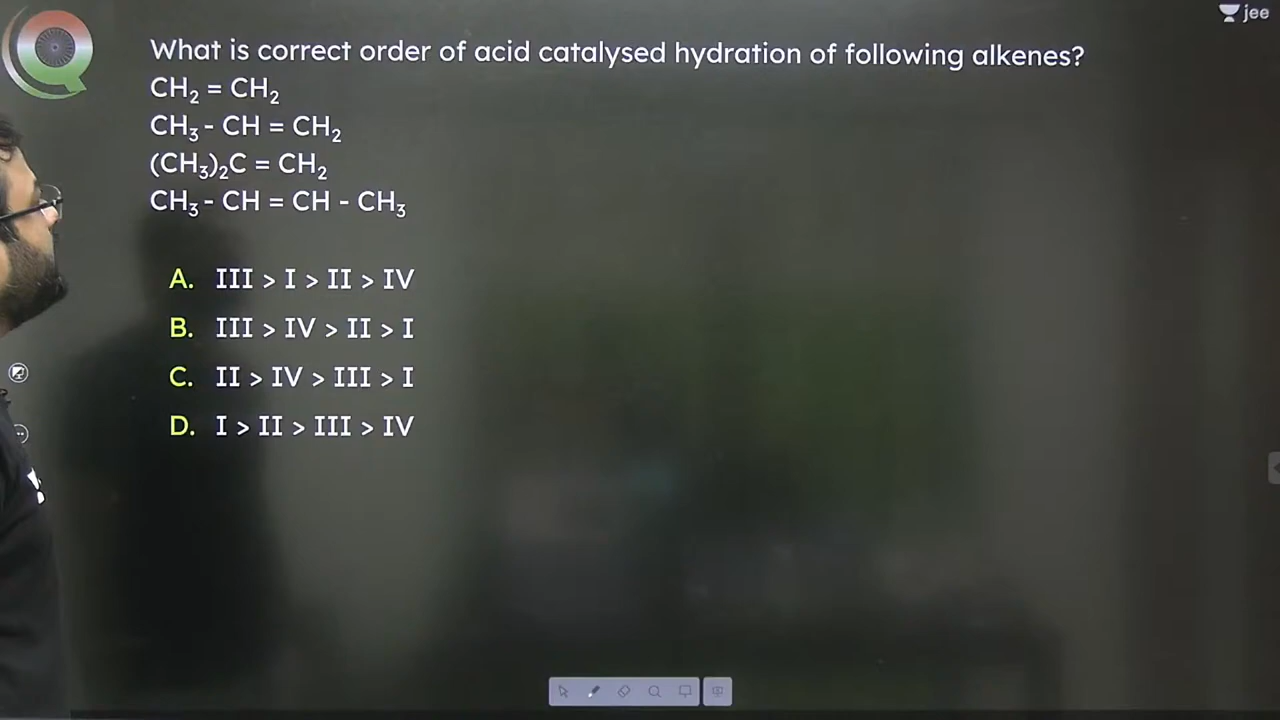 jee
What is correct order of acid catalysed hydration of following alkenes?
CH₂ = CH₂
CH₃ - CH = CH₂
(CH₃)₂C = CH₂
CH₃ - CH = CH - CH₃
A. III > I > II > IV
B. III > IV > II > I
C. II > IV > III > I
D. I > II > III > IV